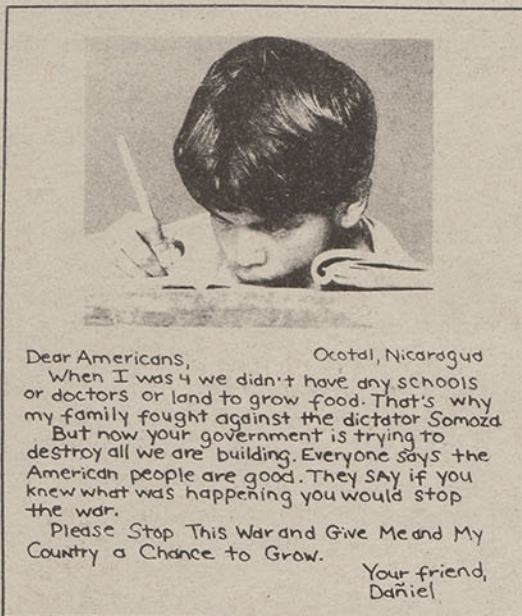 Dear Americans, Ocotal, Nicaragua
When I was 4 we didn't have any schools
or doctors or land to grow food. That's why
my family fought against the dictator Somoza
But now your government is trying to
destroy all we are building. Everyone says the
American people are good. They SAY if you
knew what was happening you would stop
the war.
Please Stop This War and Give Me and My
Country a Chance to Grow.
Your friend,
Dañiel